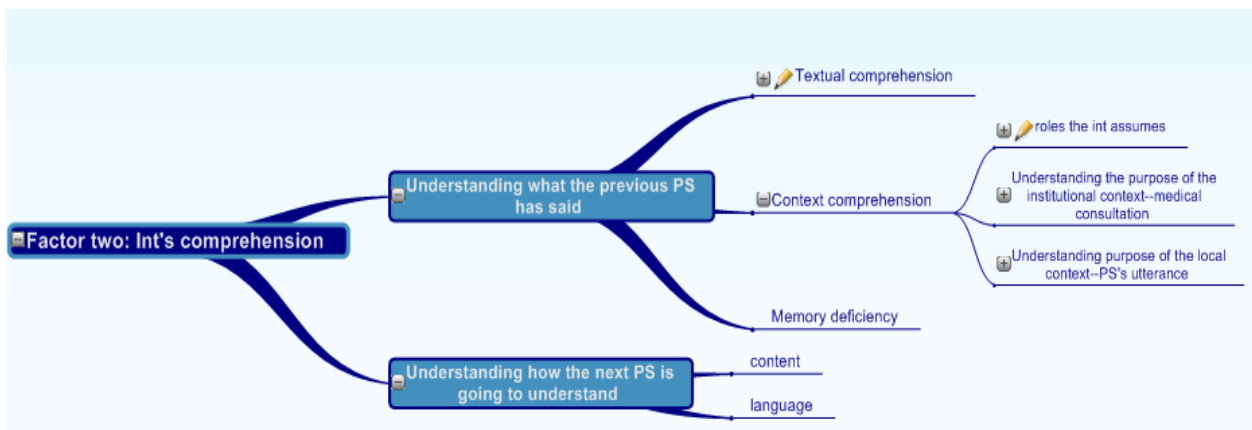 Factor two: Int's comprehension
Understanding what the previous PS
has said
Textual comprehension
Context comprehension
roles the int assumes
Understanding the purpose of the
institutional context--medical
consultation
Understanding purpose of the local
context--PS's utterance
Memory deficiency
Understanding how the next PS is
going to understand
content
language